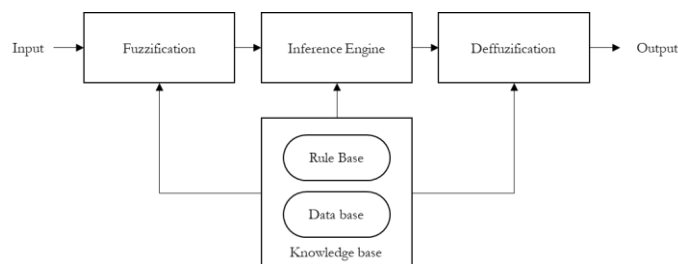 Input
Fuzzification
Inference Engine
Deffuzification
Output
Rule Base
Data base
Knowledge base